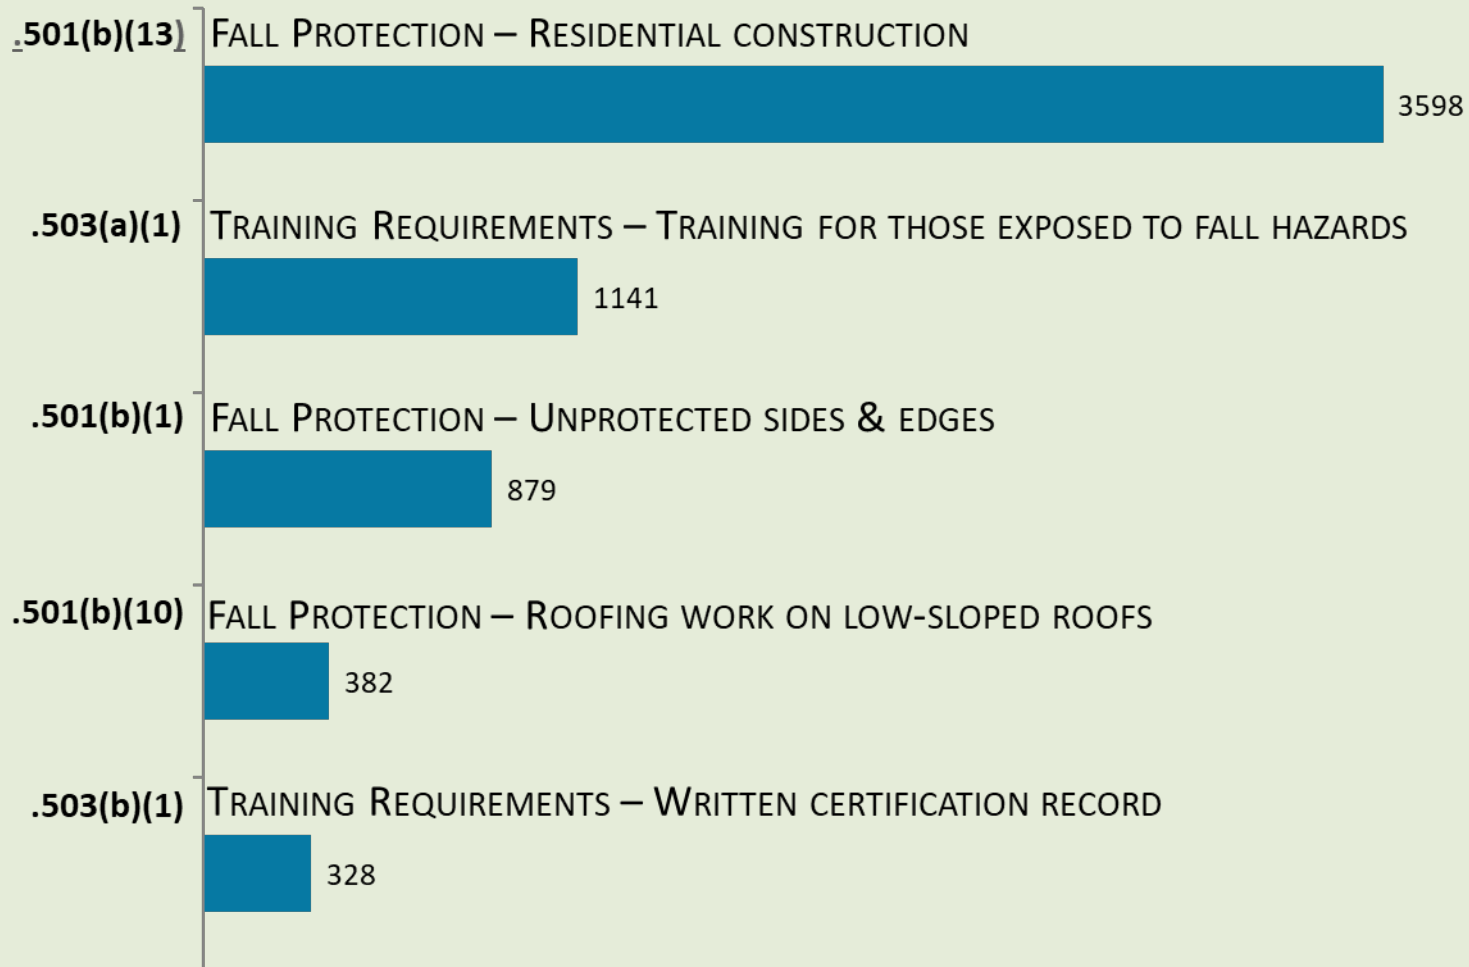 .501(b)(13) FALL PROTECTION – RESIDENTIAL CONSTRUCTION
3598
.503(a)(1) TRAINING REQUIREMENTS – TRAINING FOR THOSE EXPOSED TO FALL HAZARDS
1141
.501(b)(1) FALL PROTECTION – UNPROTECTED SIDES & EDGES
879
.501(b)(10) FALL PROTECTION – ROOFING WORK ON LOW-SLOPED ROOFS
382
.503(b)(1) TRAINING REQUIREMENTS – WRITTEN CERTIFICATION RECORD
328